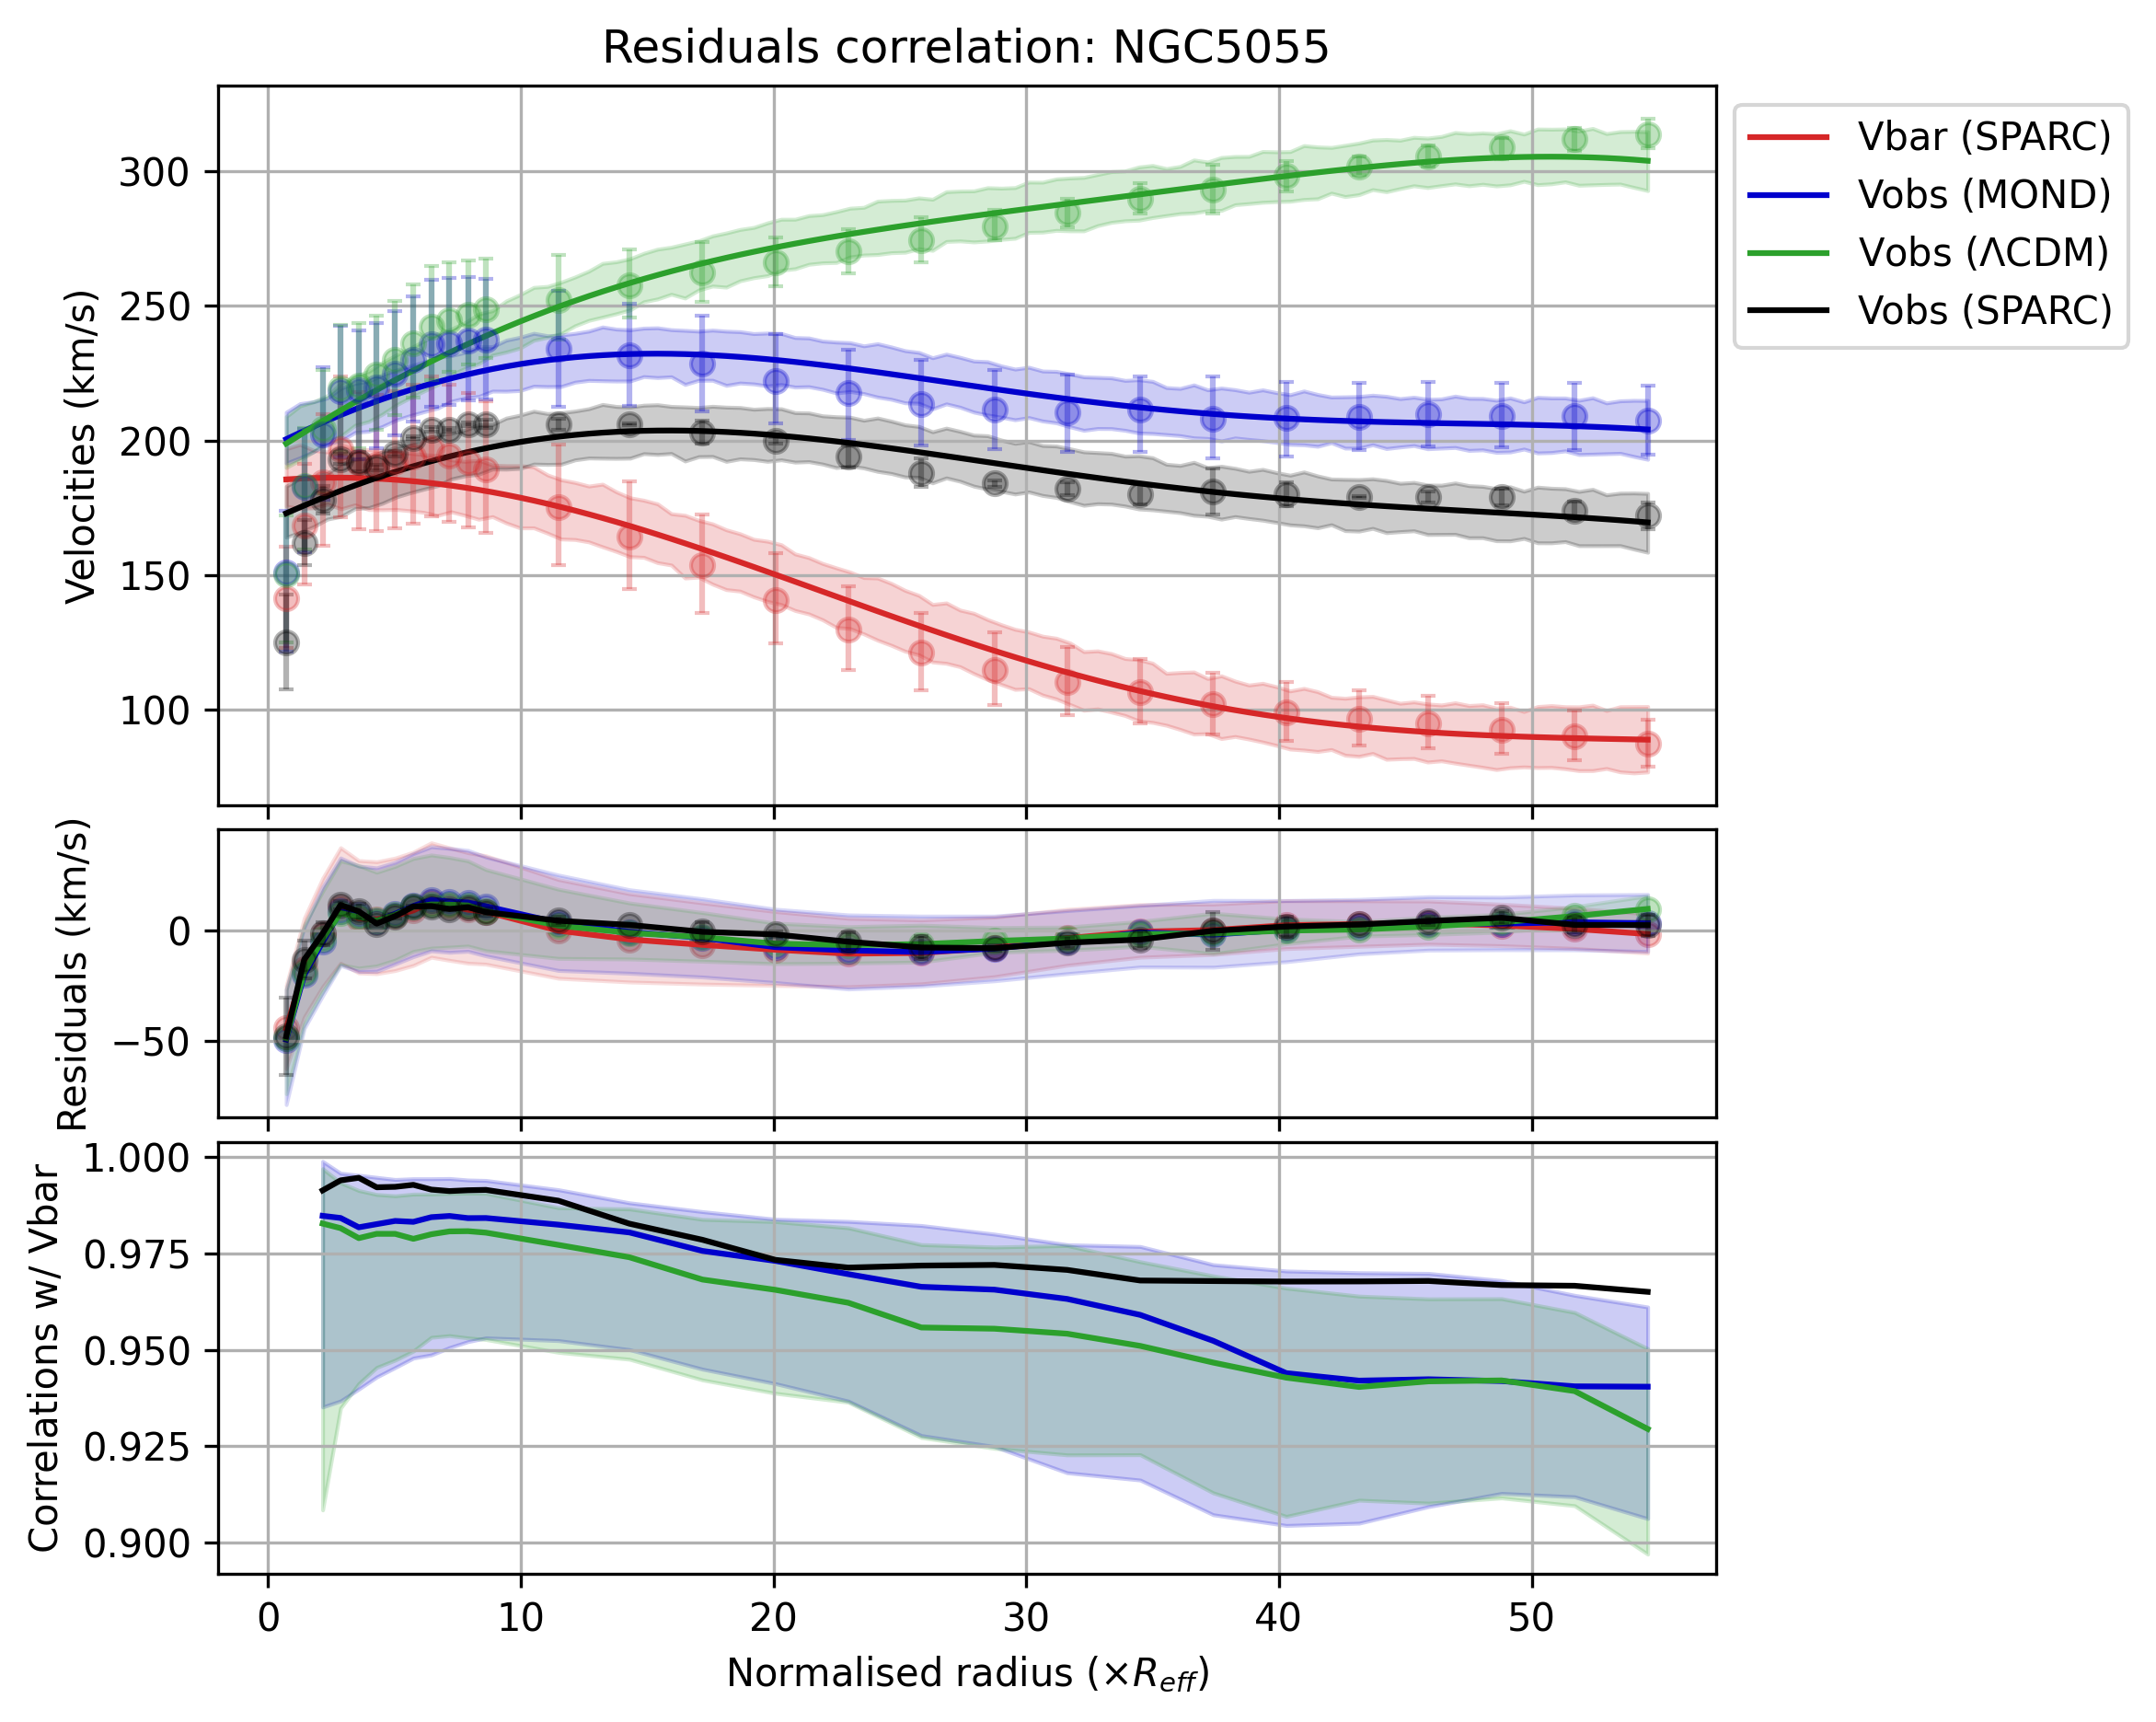 Residuals correlation: NGC5055
Velocities (km/s)
300
250
200
150
100
Vbar (SPARC)
Vobs (MOND)
Vobs (ΛCDM)
Vobs (SPARC)
Residuals (km/s)
0
−50
Correlations w/ Vbar
1.000
0.975
0.950
0.925
0.900
0 10 20 30 40 50
Normalised radius (×R_eff)